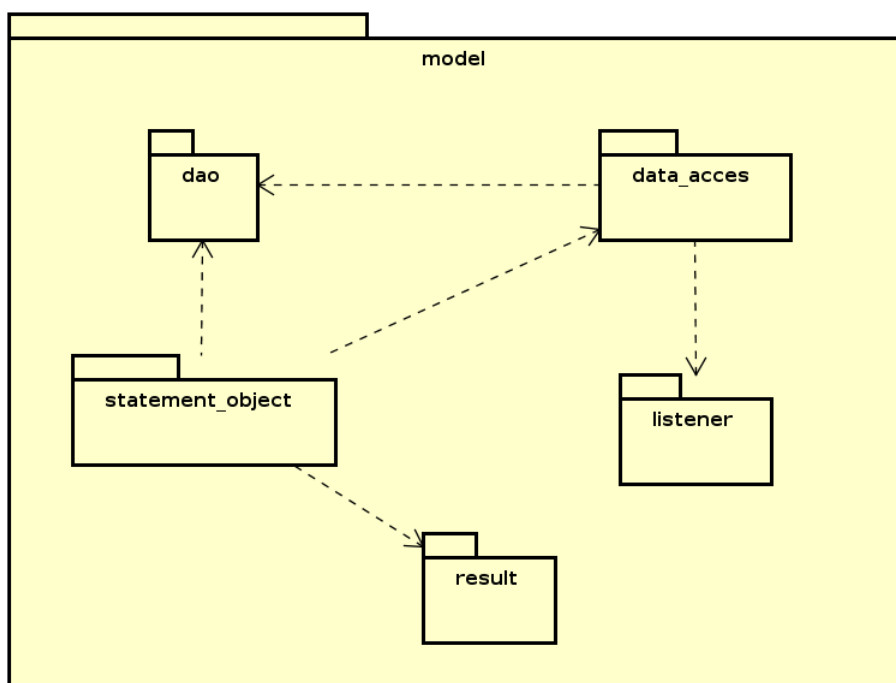 model
dao
data_acces
statement_object
listener
result